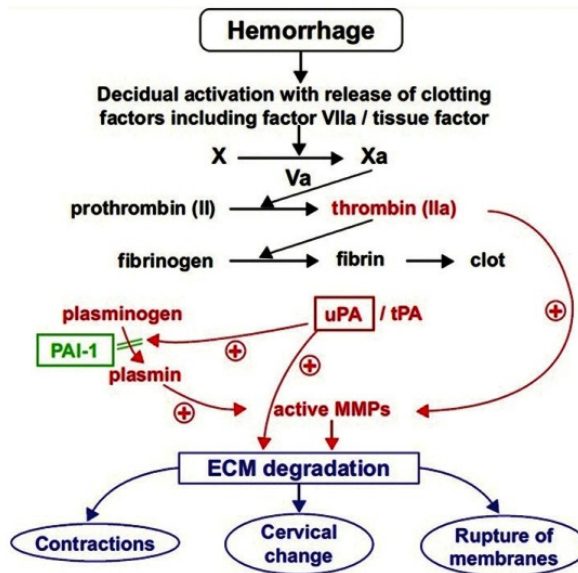 Hemorrhage
Decidual activation with release of clotting
factors including factor VIIa / tissue factor
X Xa
Va
prothrombin (II) thrombin (IIa)
fibrinogen fibrin clot
plasminogen
uPA / tPA
PAI-1
plasmin
active MMPs
ECM degradation
Contractions
Cervical
change
Rupture of
membranes